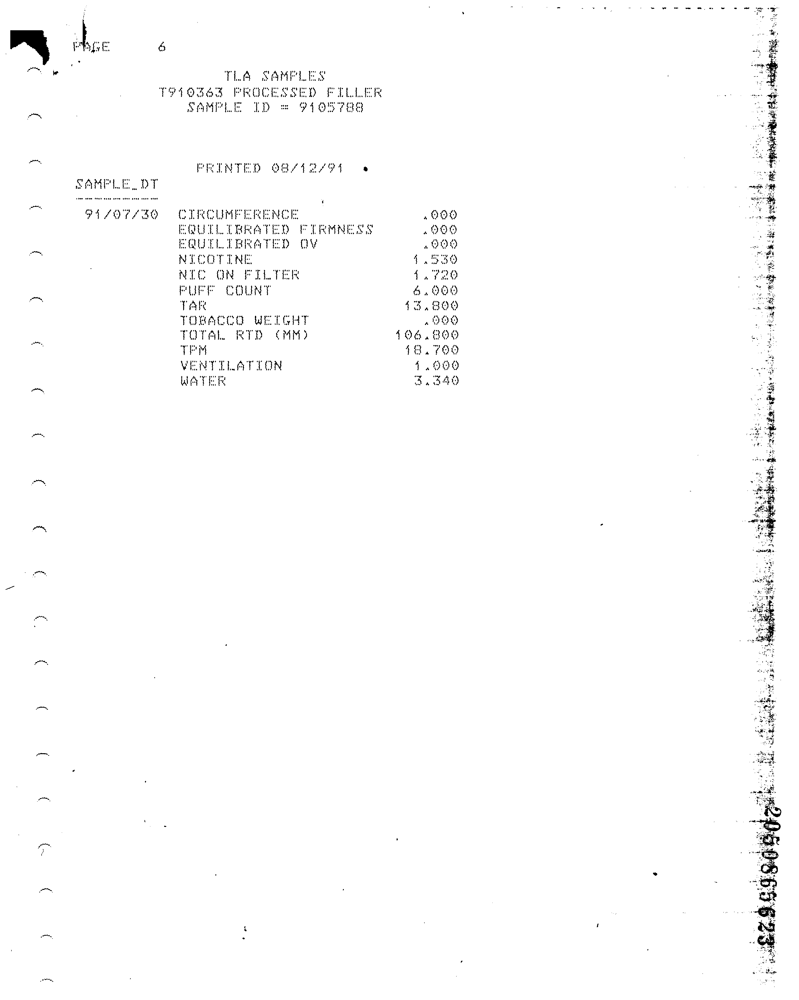 PAGE 6
TLA SAMPLES
T910363 PROCESSED FILLER
SAMPLE ID = 9105788
PRINTED 08/12/91
SAMPLE_DT
----------
91/07/30 CIRCUMFERENCE .000
EQUILIBRATED FIRMNESS .000
EQUILIBRATED OV .000
NICOTINE 1.530
NIC ON FILTER 1.720
PUFF COUNT 6.000
TAR 13.800
TOBACCO WEIGHT .000
TOTAL RTD (MM) 106.800
TPM 18.700
VENTILATION 1.000
WATER 3.340
2050865623